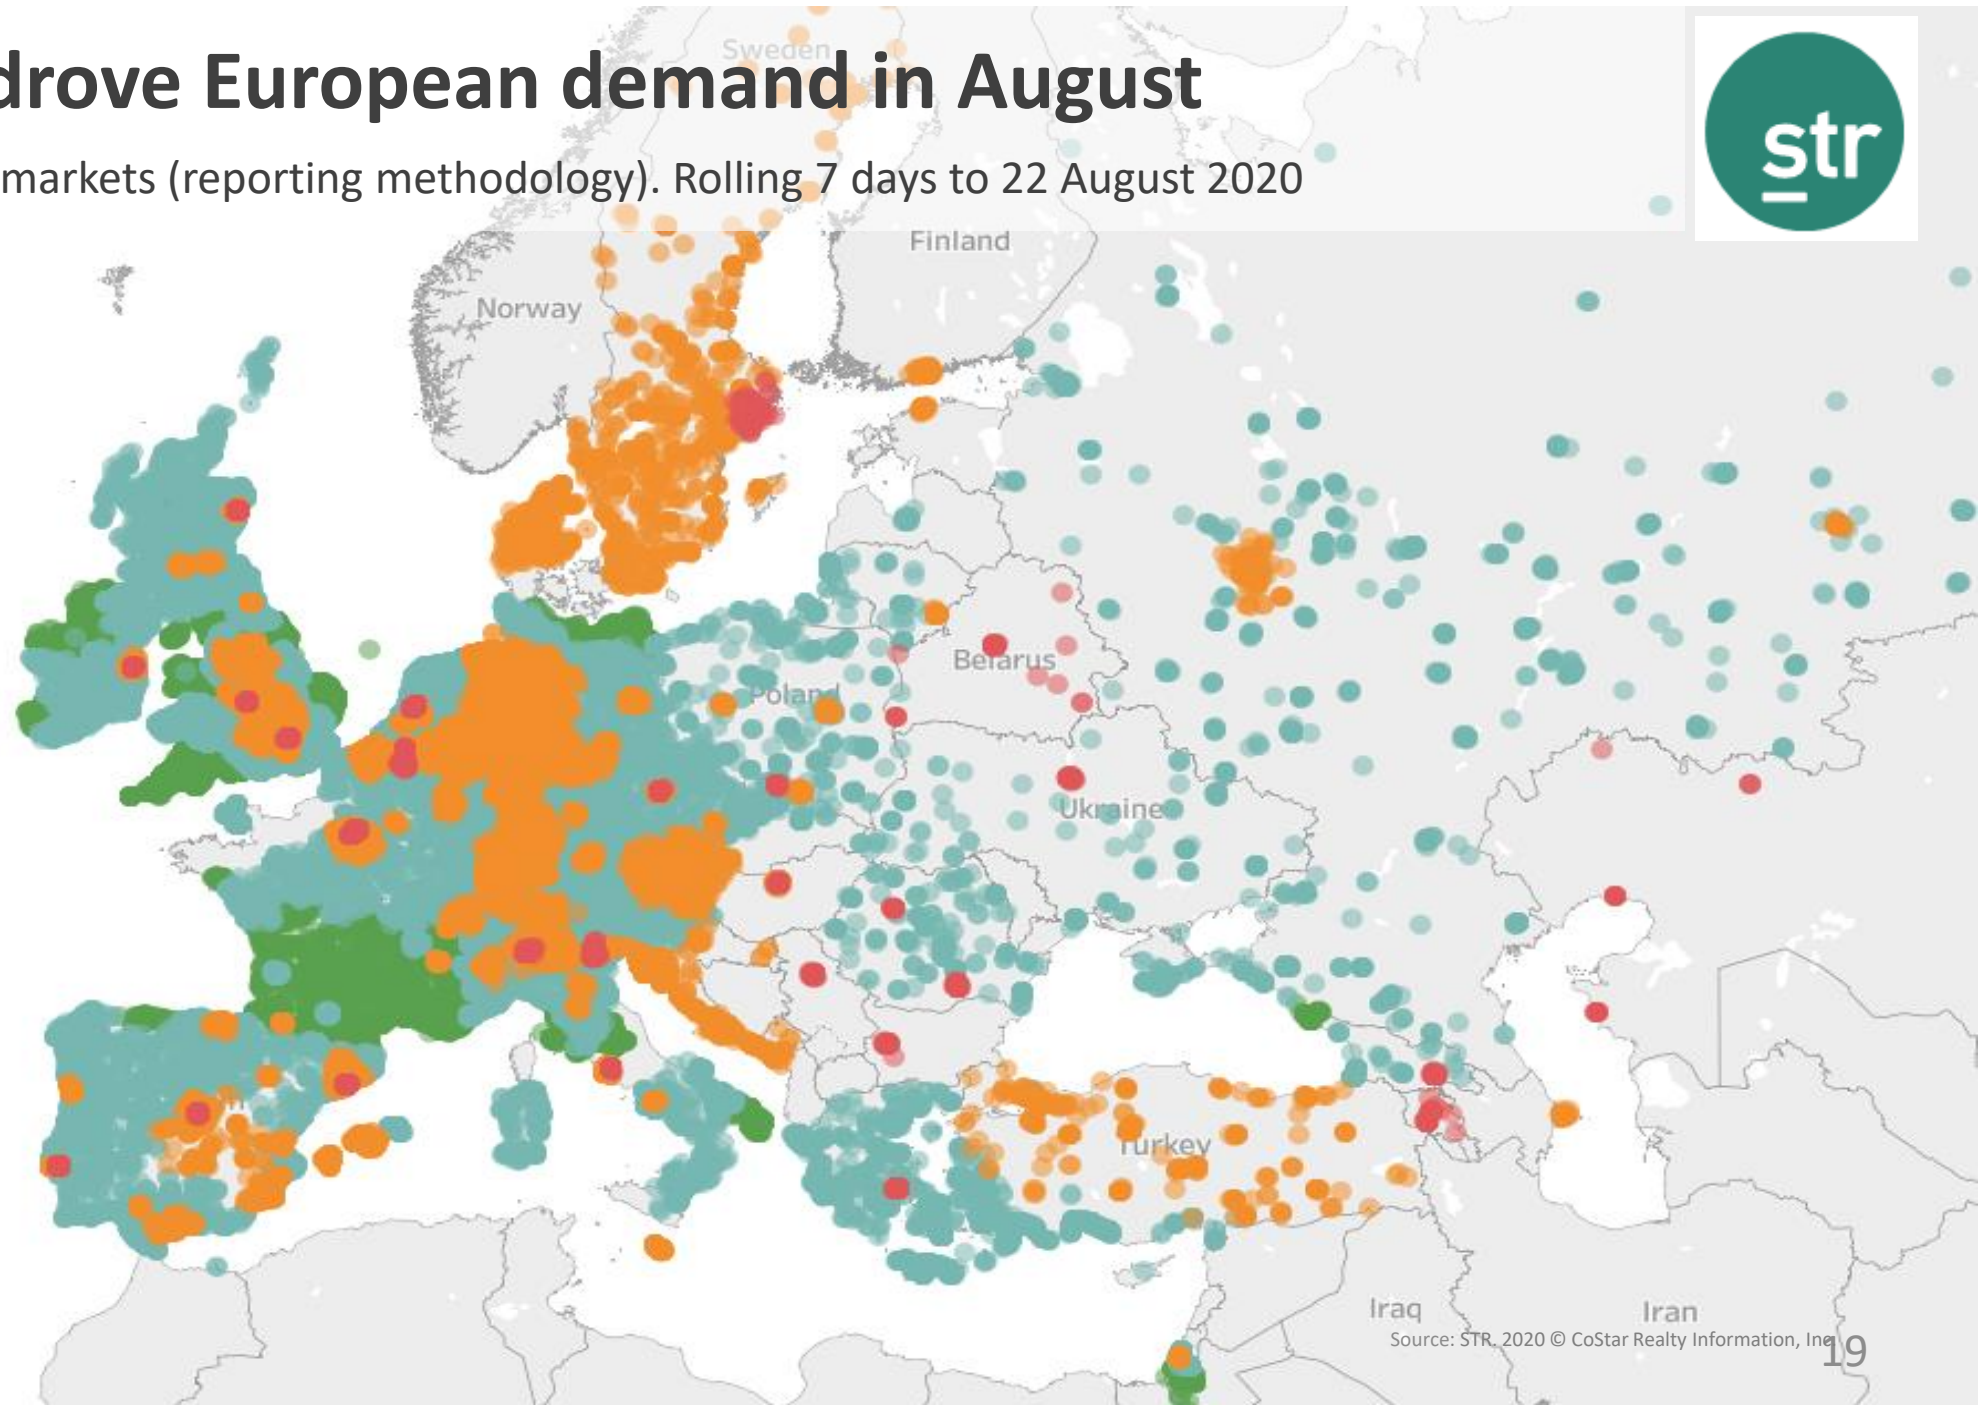 drove European demand in August
markets (reporting methodology). Rolling 7 days to 22 August 2020
str
Sweden
Finland
Norway
Belarus
Poland
Ukraine
Turkey
Iraq
Iran
Source: STR. 2020 © CoStar Realty Information, Inc
19